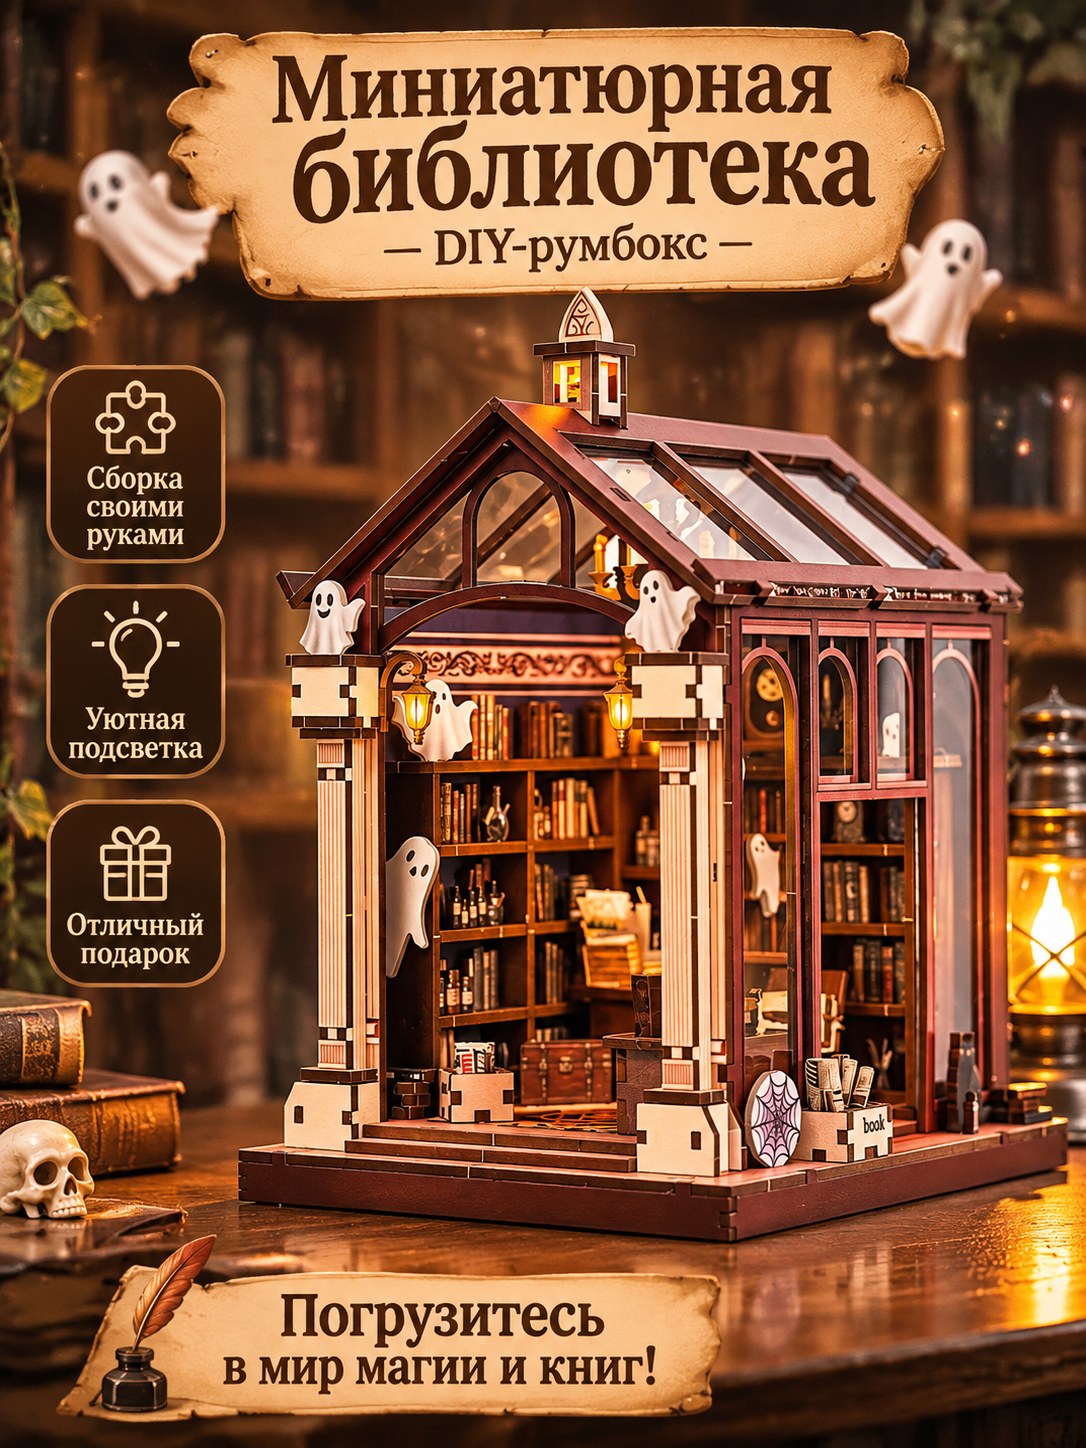 Миниатюрная
библиотека
— DIY-румбокс —
Сборка
своими
руками
Уютная
подсветка
Отличный
подарок
book
Погрузитесь
в мир магии и книг!